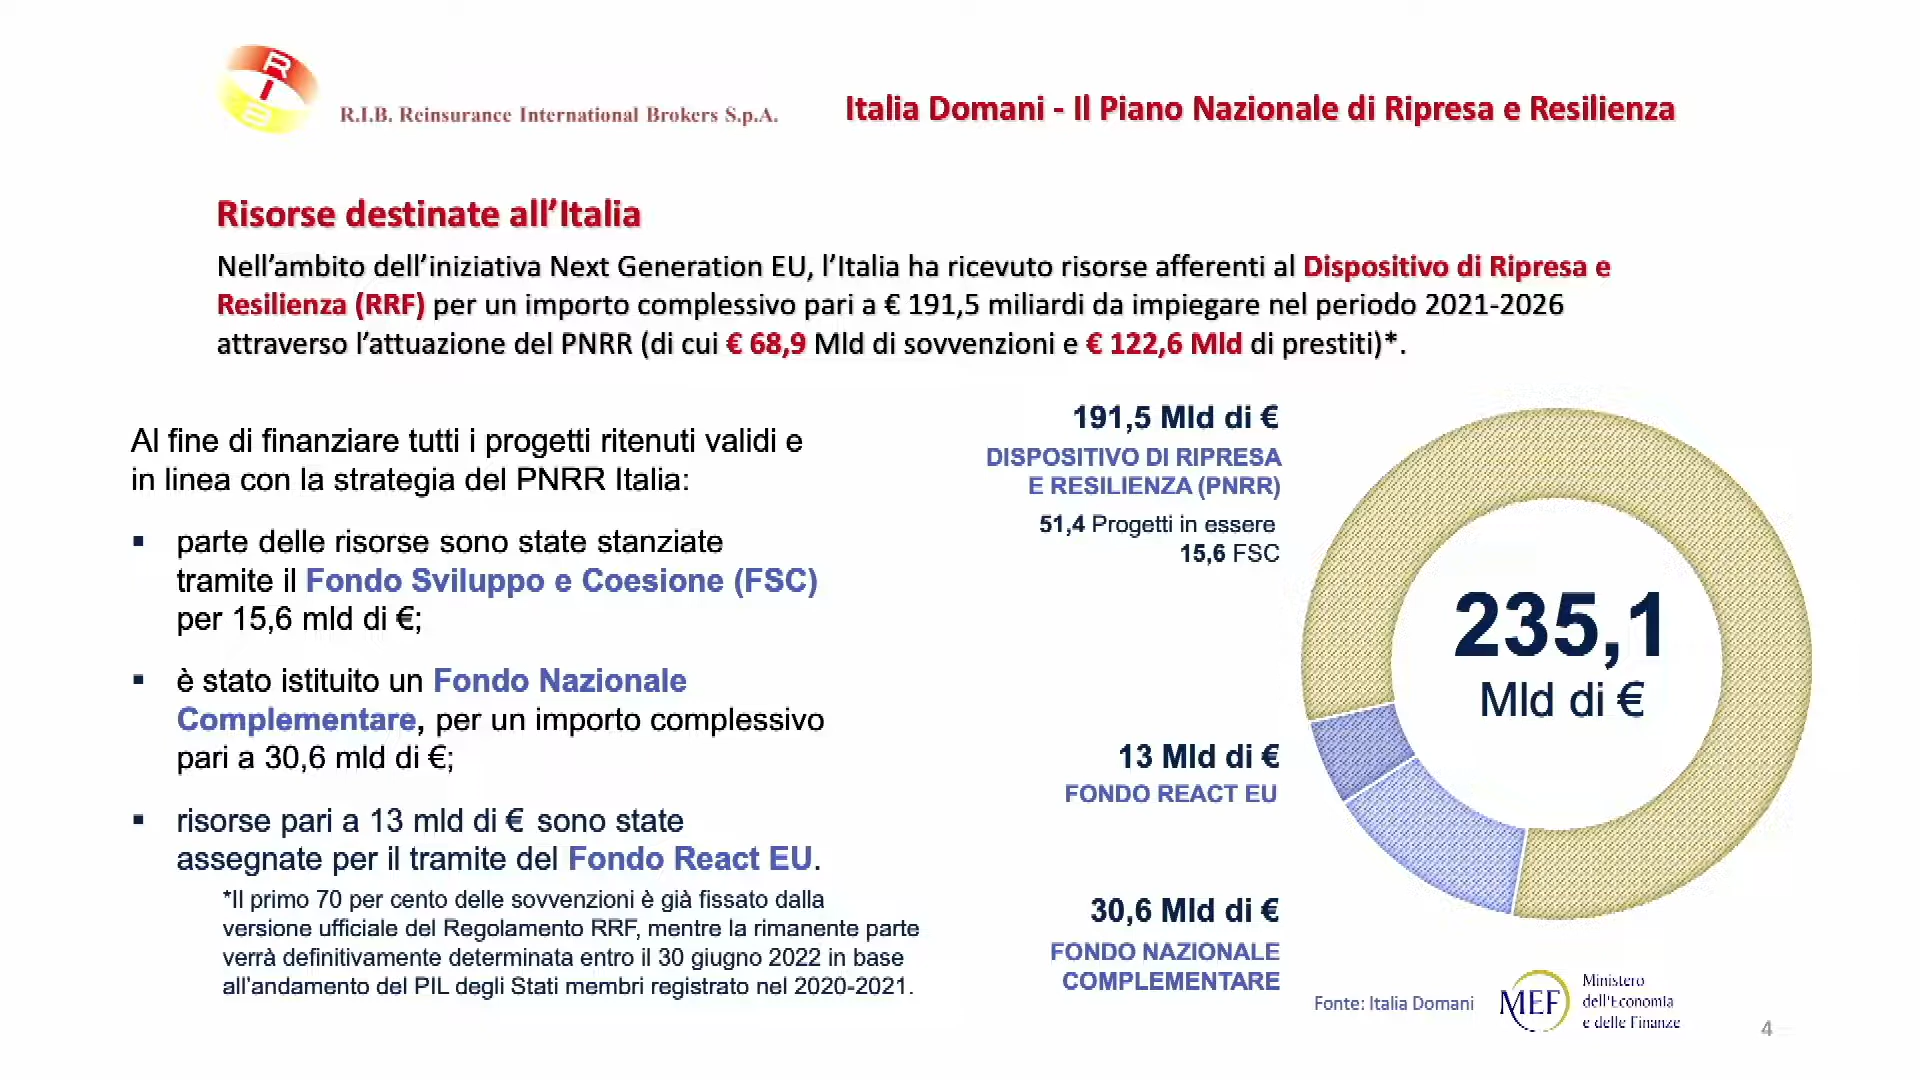 RIB
R.I.B. Reinsurance International Brokers S.p.A.
Italia Domani - Il Piano Nazionale di Ripresa e Resilienza
Risorse destinate all’Italia
Nell’ambito dell’iniziativa Next Generation EU, l’Italia ha ricevuto risorse afferenti al Dispositivo di Ripresa e
Resilienza (RRF) per un importo complessivo pari a € 191,5 miliardi da impiegare nel periodo 2021-2026
attraverso l’attuazione del PNRR (di cui € 68,9 Mld di sovvenzioni e € 122,6 Mld di prestiti)*.
Al fine di finanziare tutti i progetti ritenuti validi e
in linea con la strategia del PNRR Italia:
▪ parte delle risorse sono state stanziate
tramite il Fondo Sviluppo e Coesione (FSC)
per 15,6 mld di €;
▪ è stato istituito un Fondo Nazionale
Complementare, per un importo complessivo
pari a 30,6 mld di €;
▪ risorse pari a 13 mld di € sono state
assegnate per il tramite del Fondo React EU.
*Il primo 70 per cento delle sovvenzioni è già fissato dalla
versione ufficiale del Regolamento RRF, mentre la rimanente parte
verrà definitivamente determinata entro il 30 giugno 2022 in base
all’andamento del PIL degli Stati membri registrato nel 2020-2021.
191,5 Mld di €
DISPOSITIVO DI RIPRESA
E RESILIENZA (PNRR)
51,4 Progetti in essere
15,6 FSC
13 Mld di €
FONDO REACT EU
30,6 Mld di €
FONDO NAZIONALE
COMPLEMENTARE
235,1
Mld di €
Fonte: Italia Domani
MEF
Ministero
dell'Economia
e delle Finanze
4